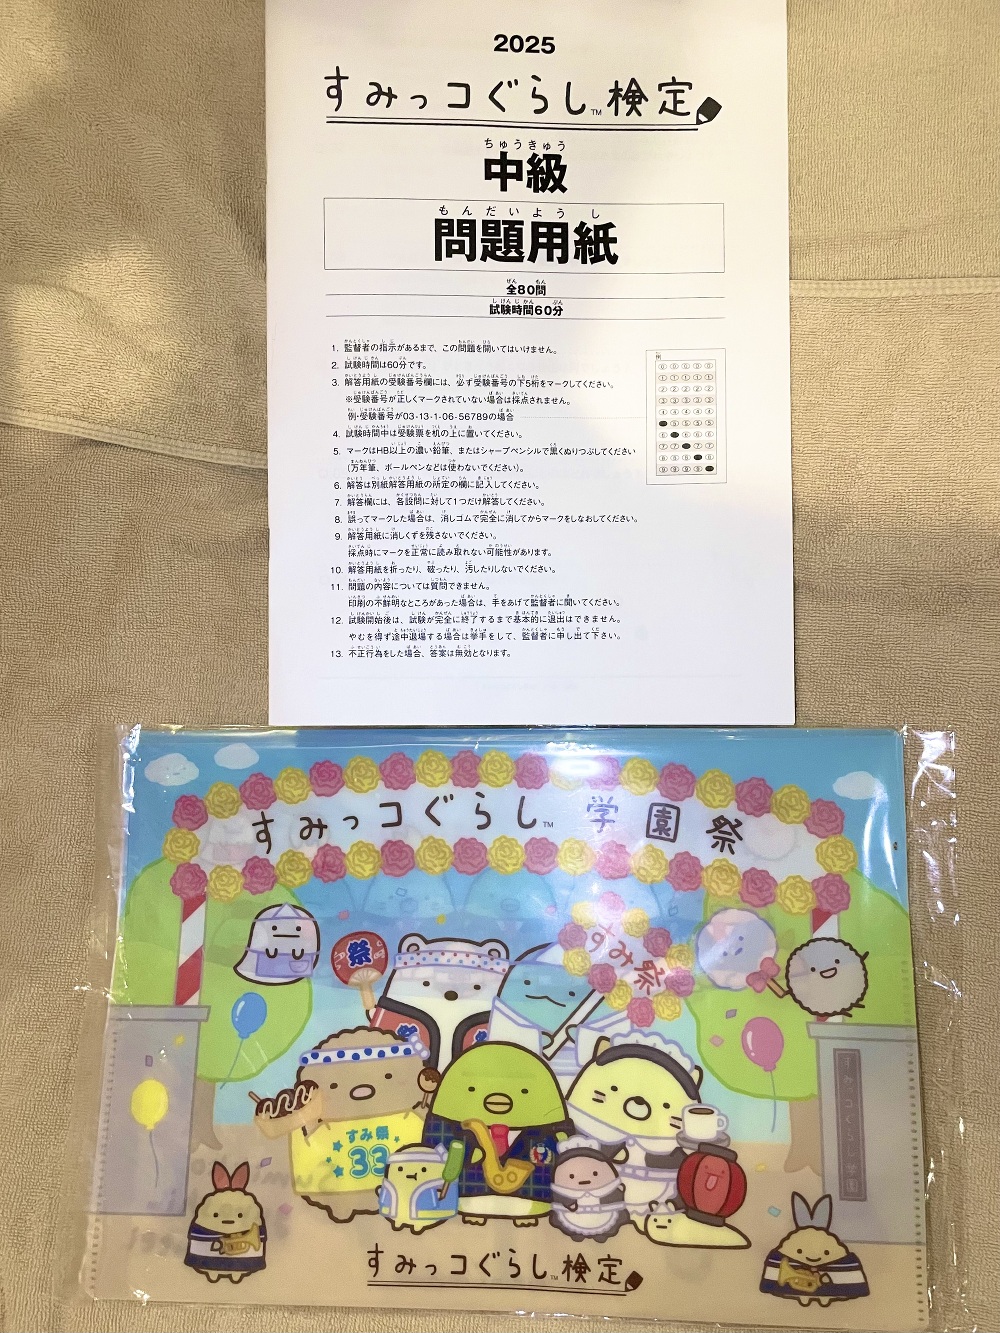 2025
すみっコぐらし™検定
ちゅうきゅう
中級
もんだいようし
問題用紙
ぜん もん
全80問
しけんじかん ぷん
試験時間60分
1. 監督者の指示があるまで、この問題を開いてはいけません。
2. 試験時間は60分です。
3. 解答用紙の受験番号欄には、必ず受験番号の下5桁をマークしてください。
※受験番号が正しくマークされていない場合は採点されません。
例・受験番号が03-13-1-06-56789の場合
4. 試験時間中は受験票を机の上に置いてください。
5. マークはHB以上の濃い鉛筆、またはシャープペンシルで黒くぬりつぶしてください
(万年筆、ボールペンなどは使わないでください)。
6. 解答は別紙解答用紙の所定の欄に記入してください。
7. 解答欄には、各設問に対して1つだけ解答してください。
8. 誤ってマークした場合は、消しゴムで完全に消してからマークをしなおしてください。
9. 解答用紙に消しくずを残さないでください。
採点時にマークを正常に読み取れない可能性があります。
10. 解答用紙を折ったり、破ったり、汚したりしないでください。
11. 問題の内容については質問できません。
印刷の不鮮明なところがあった場合は、手をあげて監督者に聞いてください。
12. 試験開始後は、試験が完全に終了するまで基本的に退出はできません。
やむを得ず途中退場する場合は挙手をして、監督者に申し出て下さい。
13. 不正行為をした場合、答案は無効となります。
すみっコぐらし™ 学園祭
すみ祭
祭
すみ祭
33
すみっコぐらし学園
すみっコぐらし™検定